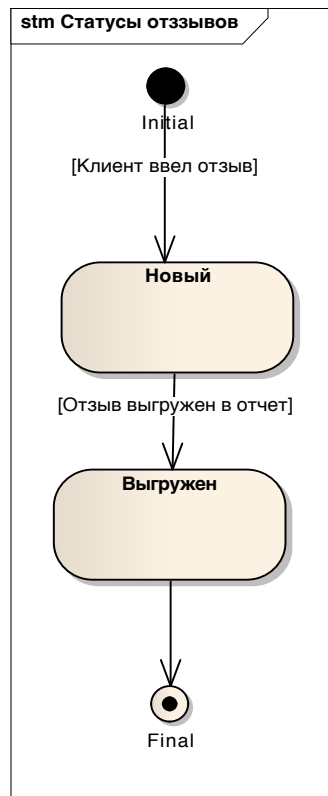 stm Статусы отззывов
Initial
[Клиент ввел отзыв]
Новый
[Отзыв выгружен в отчет]
Выгружен
Final